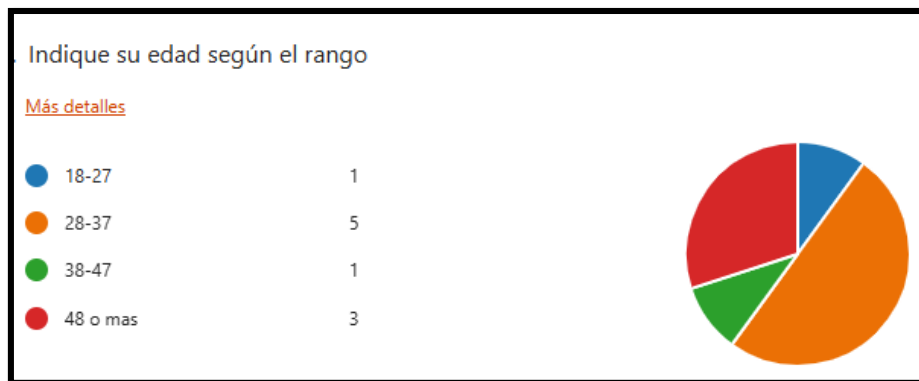 . Indique su edad según el rango
Más detalles
18-27 1
28-37 5
38-47 1
48 o mas 3